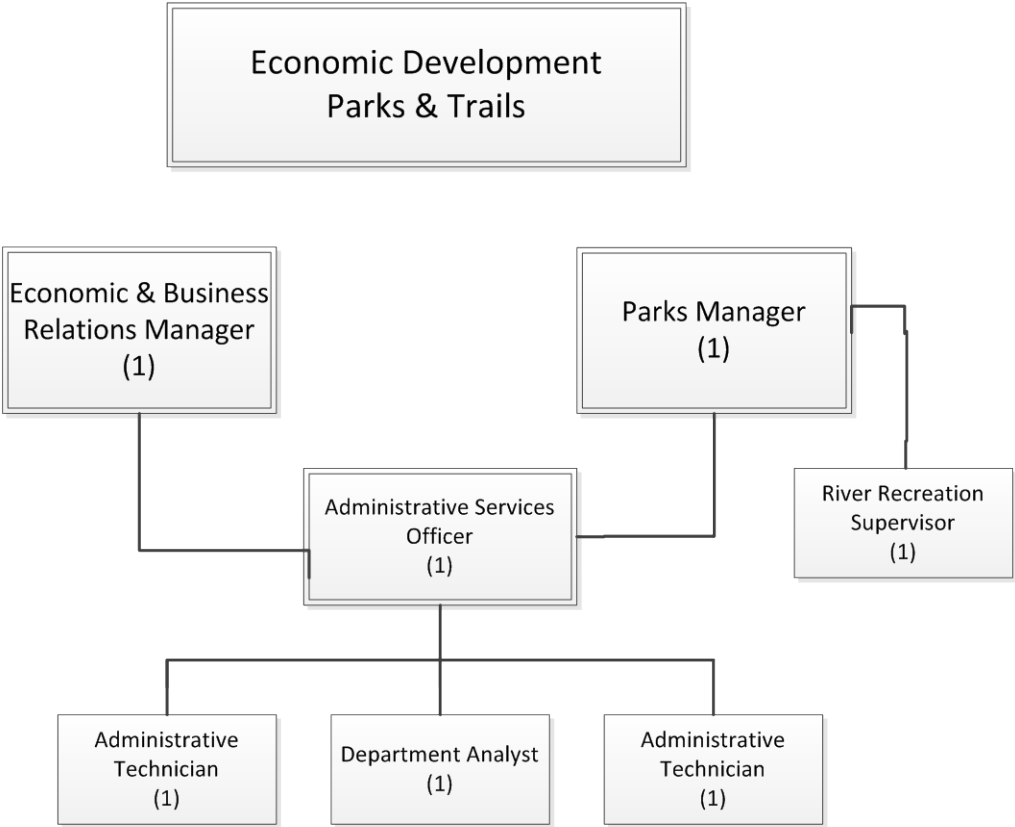 Economic Development
Parks & Trails
Economic & Business
Relations Manager
(1)
Parks Manager
(1)
Administrative Services
Officer
(1)
River Recreation
Supervisor
(1)
Administrative
Technician
(1)
Department Analyst
(1)
Administrative
Technician
(1)